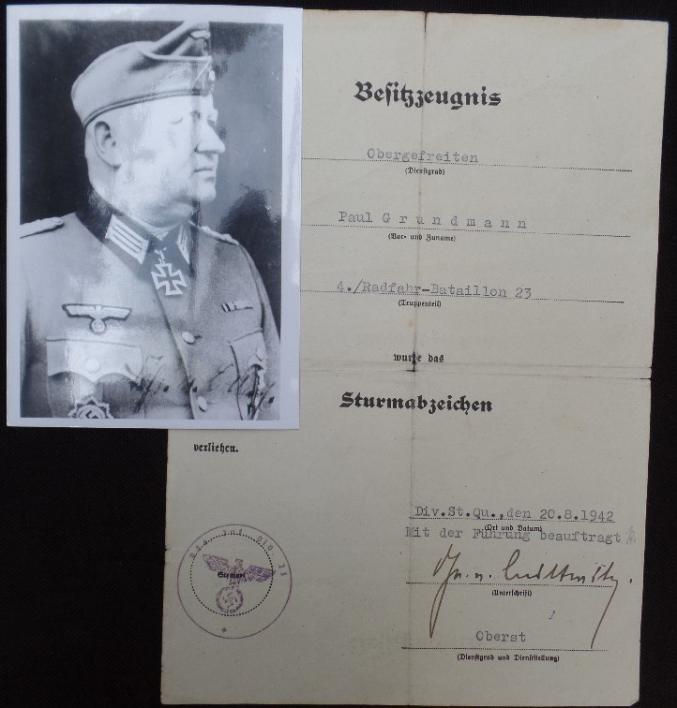 Besitzzeugnis
Obergefreiten
(Dienstgrad)
Paul Grundmann
(Vor- und Zuname)
4./Radfahr-Bataillon 23
(Truppenteil)
wurde das
Sturmabzeichen
verliehen.
Div.St.Qu.,den 20.8.1942
(Ort und Datum)
Mit der Führung beauftragt
(Unterschrift)
Oberst
(Dienstgrad und Dienststellung)